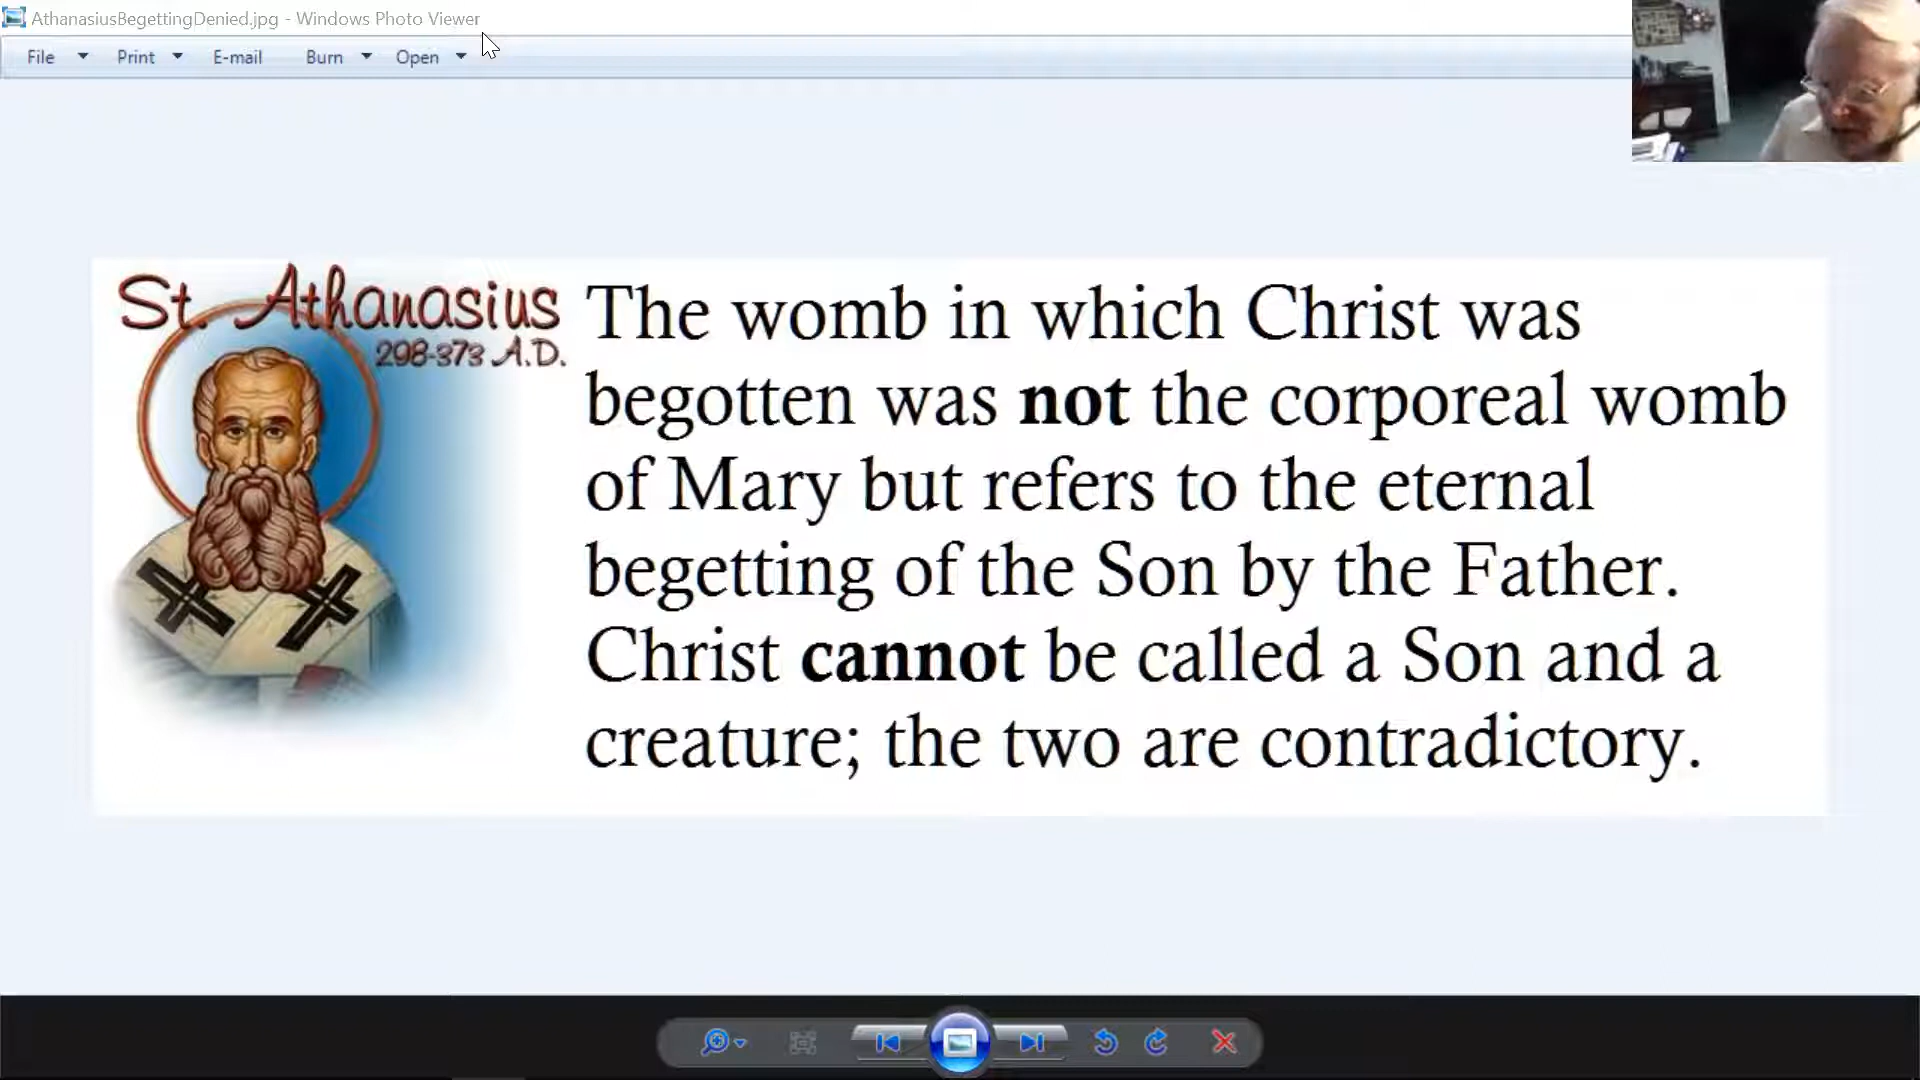 AthanasiusBegettingDenied.jpg - Windows Photo Viewer
File Print E-mail Burn Open
St. Athanasius
298-373 A.D.
The womb in which Christ was
begotten was not the corporeal womb
of Mary but refers to the eternal
begetting of the Son by the Father.
Christ cannot be called a Son and a
creature; the two are contradictory.